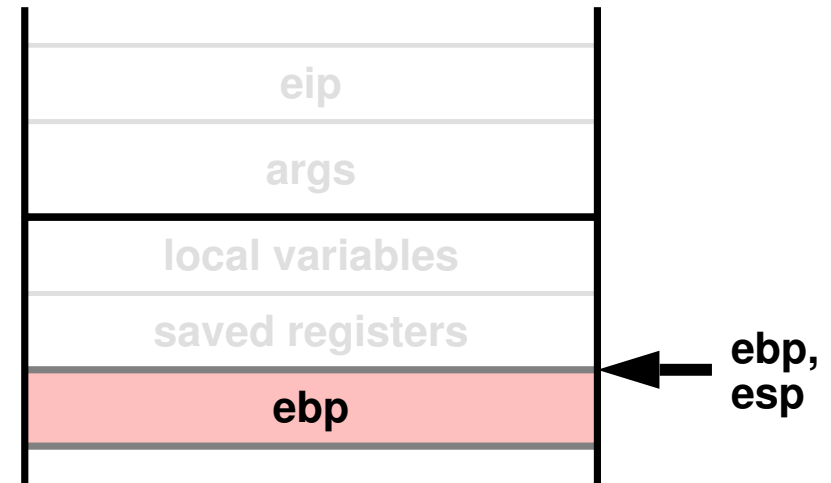 eip
args
local variables
saved registers
ebp,
esp
ebp